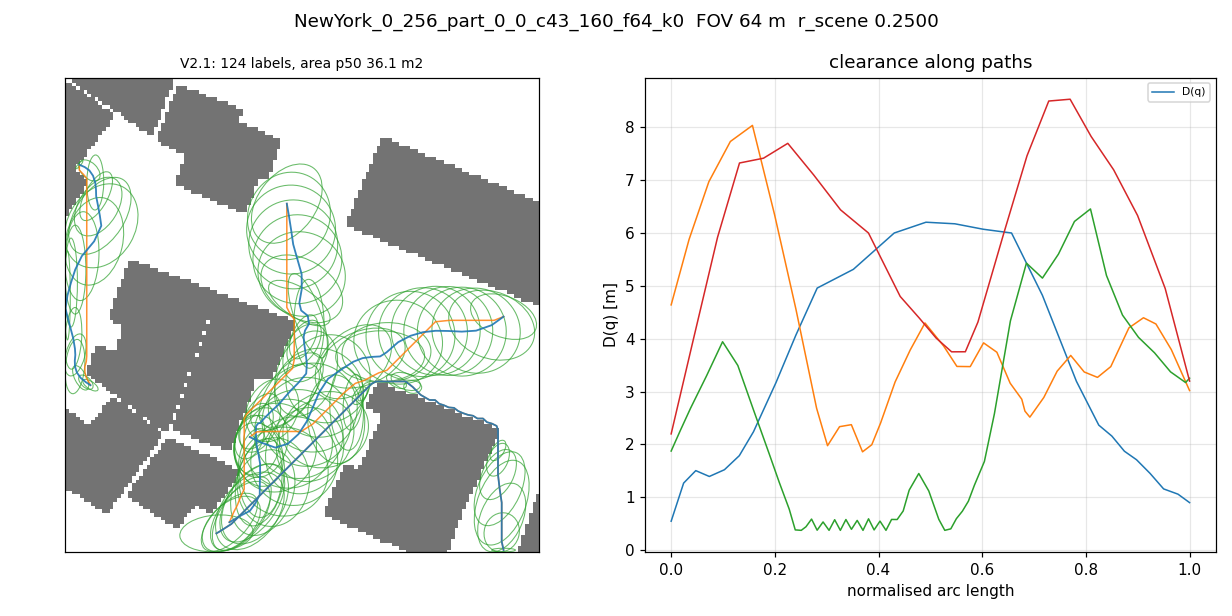 NewYork_0_256_part_0_0_c43_160_f64_k0  FOV 64 m  r_scene 0.2500
V2.1: 124 labels, area p50 36.1 m2
clearance along paths
D(q)
D(q) [m]
8
7
6
5
4
3
2
1
0
0.0 0.2 0.4 0.6 0.8 1.0
normalised arc length